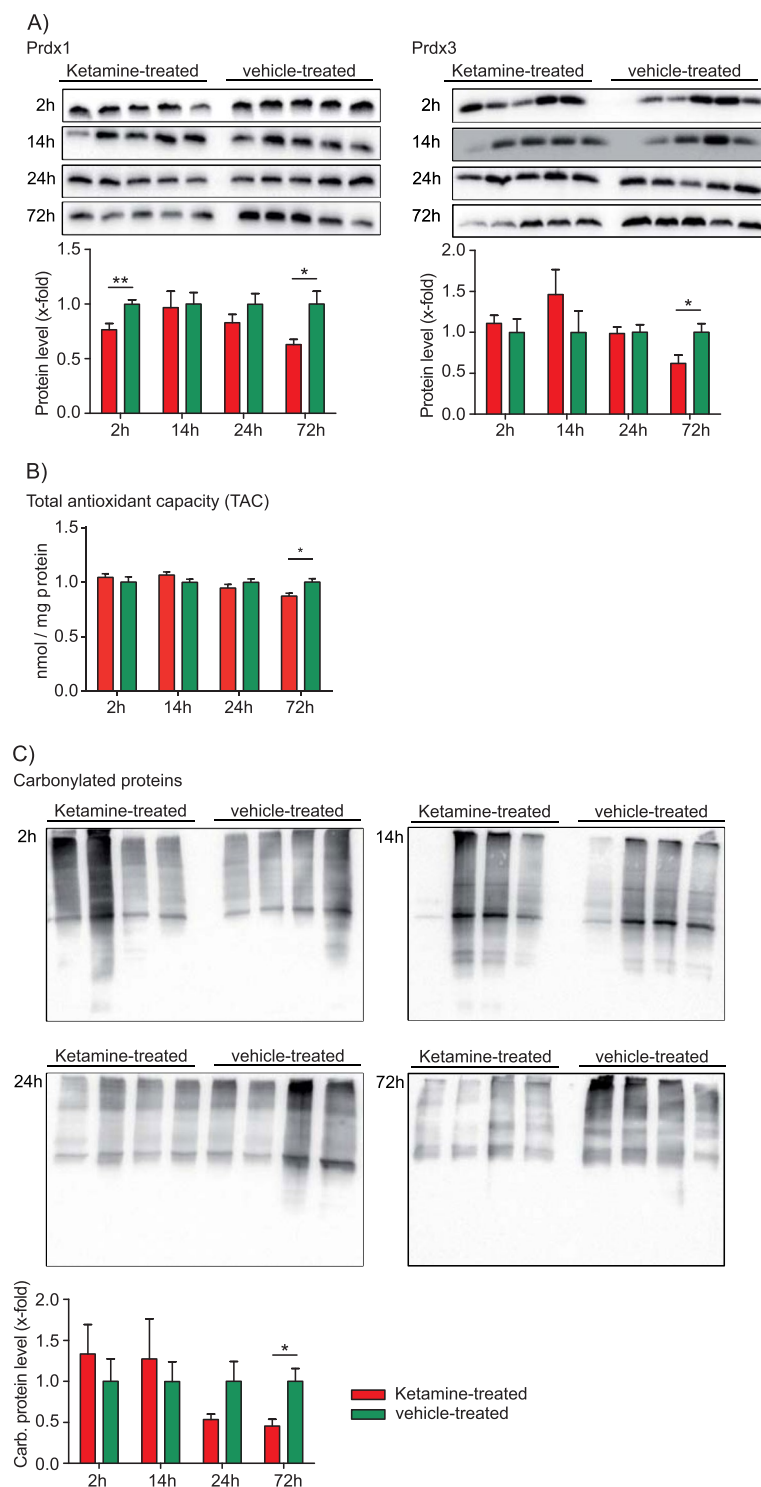 A)
Prdx1
Ketamine-treated vehicle-treated
2h
14h
24h
72h
1.5
1.0
0.5
0.0
Protein level (x-fold)
** *
2h 14h 24h 72h
Prdx3
Ketamine-treated vehicle-treated
2h
14h
24h
72h
2.0
1.5
1.0
0.5
0.0
Protein level (x-fold)
*
2h 14h 24h 72h
B)
Total antioxidant capacity (TAC)
1.5
1.0
0.5
0.0
nmol / mg protein
*
2h 14h 24h 72h
C)
Carbonylated proteins
Ketamine-treated vehicle-treated
2h
Ketamine-treated vehicle-treated
14h
Ketamine-treated vehicle-treated
24h
Ketamine-treated vehicle-treated
72h
2.0
1.5
1.0
0.5
0.0
Carb. protein level (x-fold)
*
2h 14h 24h 72h
Ketamine-treated
vehicle-treated